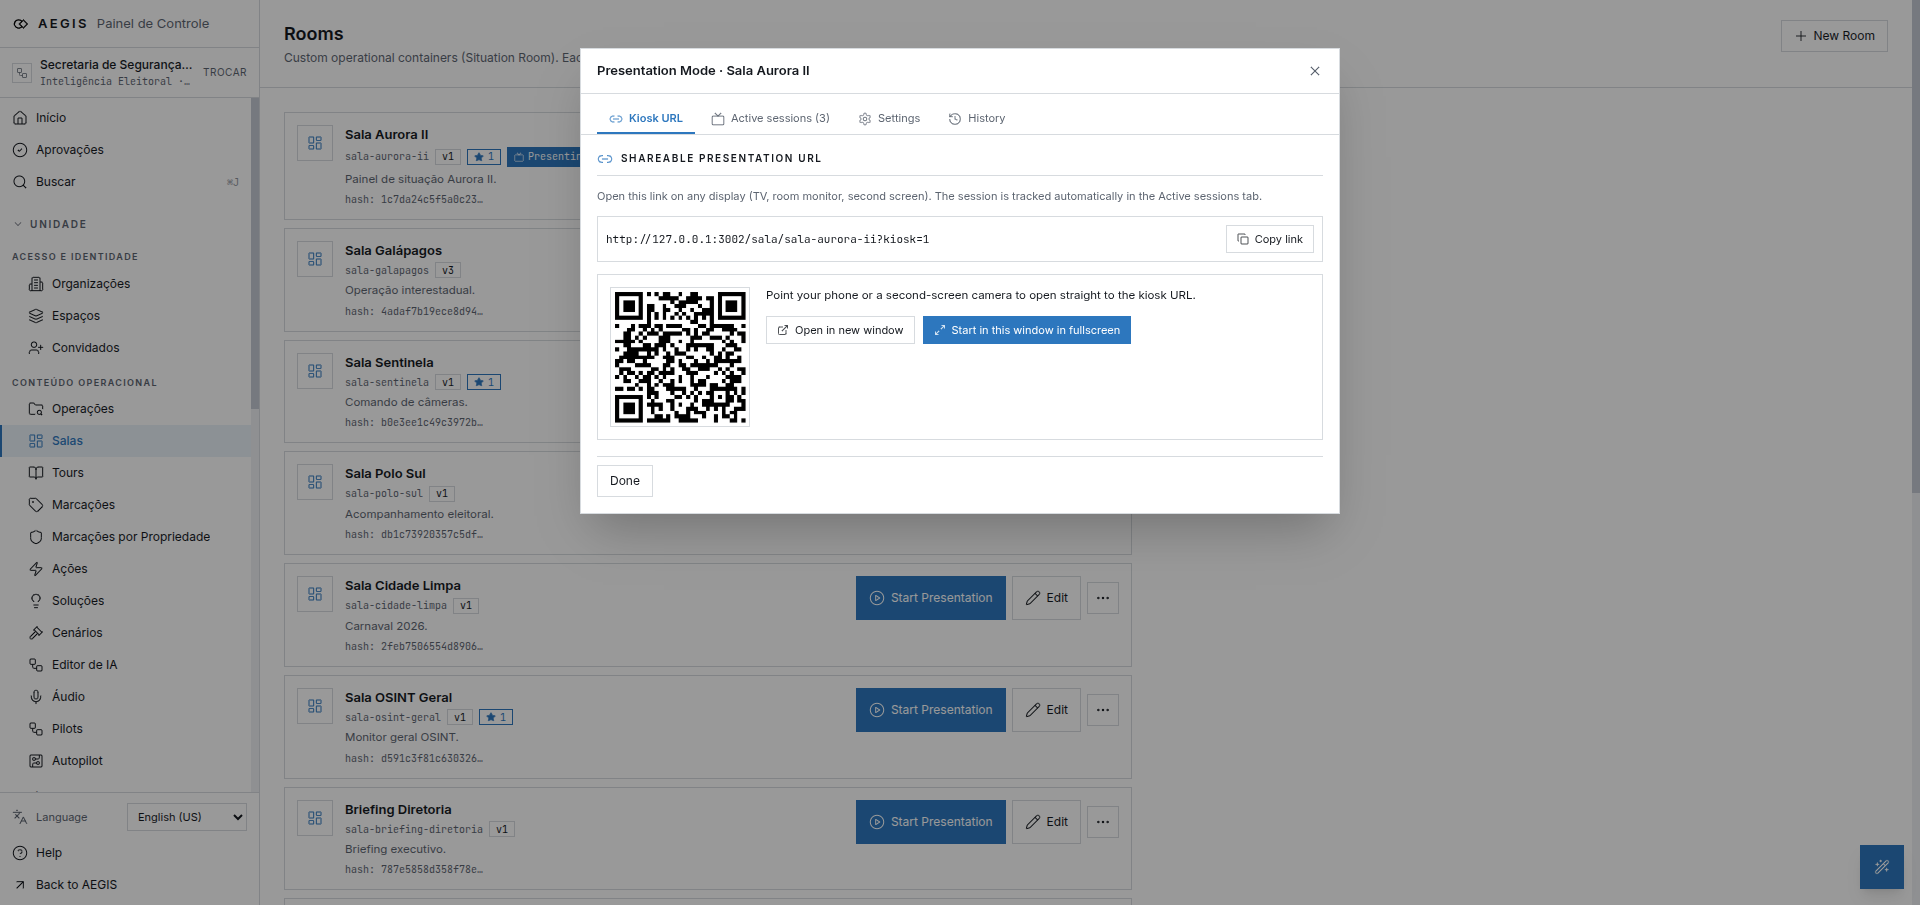 AEGIS Painel de Controle
Secretaria de Segurança...
Inteligência Eleitoral ·…
TROCAR
Início
Aprovações
Buscar
⌘J
UNIDADE
ACESSO E IDENTIDADE
Organizações
Espaços
Convidados
CONTEÚDO OPERACIONAL
Operações
Salas
Tours
Marcações
Marcações por Propriedade
Ações
Soluções
Cenários
Editor de IA
Áudio
Pilots
Autopilot
Language
English (US)
Help
Back to AEGIS
Rooms
Custom operational containers (Situation Room). Eac
New Room
Sala Aurora II
sala-aurora-ii v1 1 Presentin
Painel de situação Aurora II.
hash: 1c7da24c5f5a0c23…
Sala Galápagos
sala-galapagos v3
Operação interestadual.
hash: 4adaf7b19ece8d94…
Sala Sentinela
sala-sentinela v1 1
Comando de câmeras.
hash: b0e3ee1c49c3972b…
Sala Polo Sul
sala-polo-sul v1
Acompanhamento eleitoral.
hash: db1c73920357c5df…
Sala Cidade Limpa
sala-cidade-limpa v1
Carnaval 2026.
hash: 2feb7506554d8906…
Start Presentation Edit
Sala OSINT Geral
sala-osint-geral v1 1
Monitor geral OSINT.
hash: d591c3f81c630326…
Start Presentation Edit
Briefing Diretoria
sala-briefing-diretoria v1
Briefing executivo.
hash: 787e5858d358f78e…
Start Presentation Edit
Presentation Mode · Sala Aurora II
Kiosk URL Active sessions (3) Settings History
SHAREABLE PRESENTATION URL
Open this link on any display (TV, room monitor, second screen). The session is tracked automatically in the Active sessions tab.
http://127.0.0.1:3002/sala/sala-aurora-ii?kiosk=1
Copy link
Point your phone or a second-screen camera to open straight to the kiosk URL.
Open in new window Start in this window in fullscreen
Done